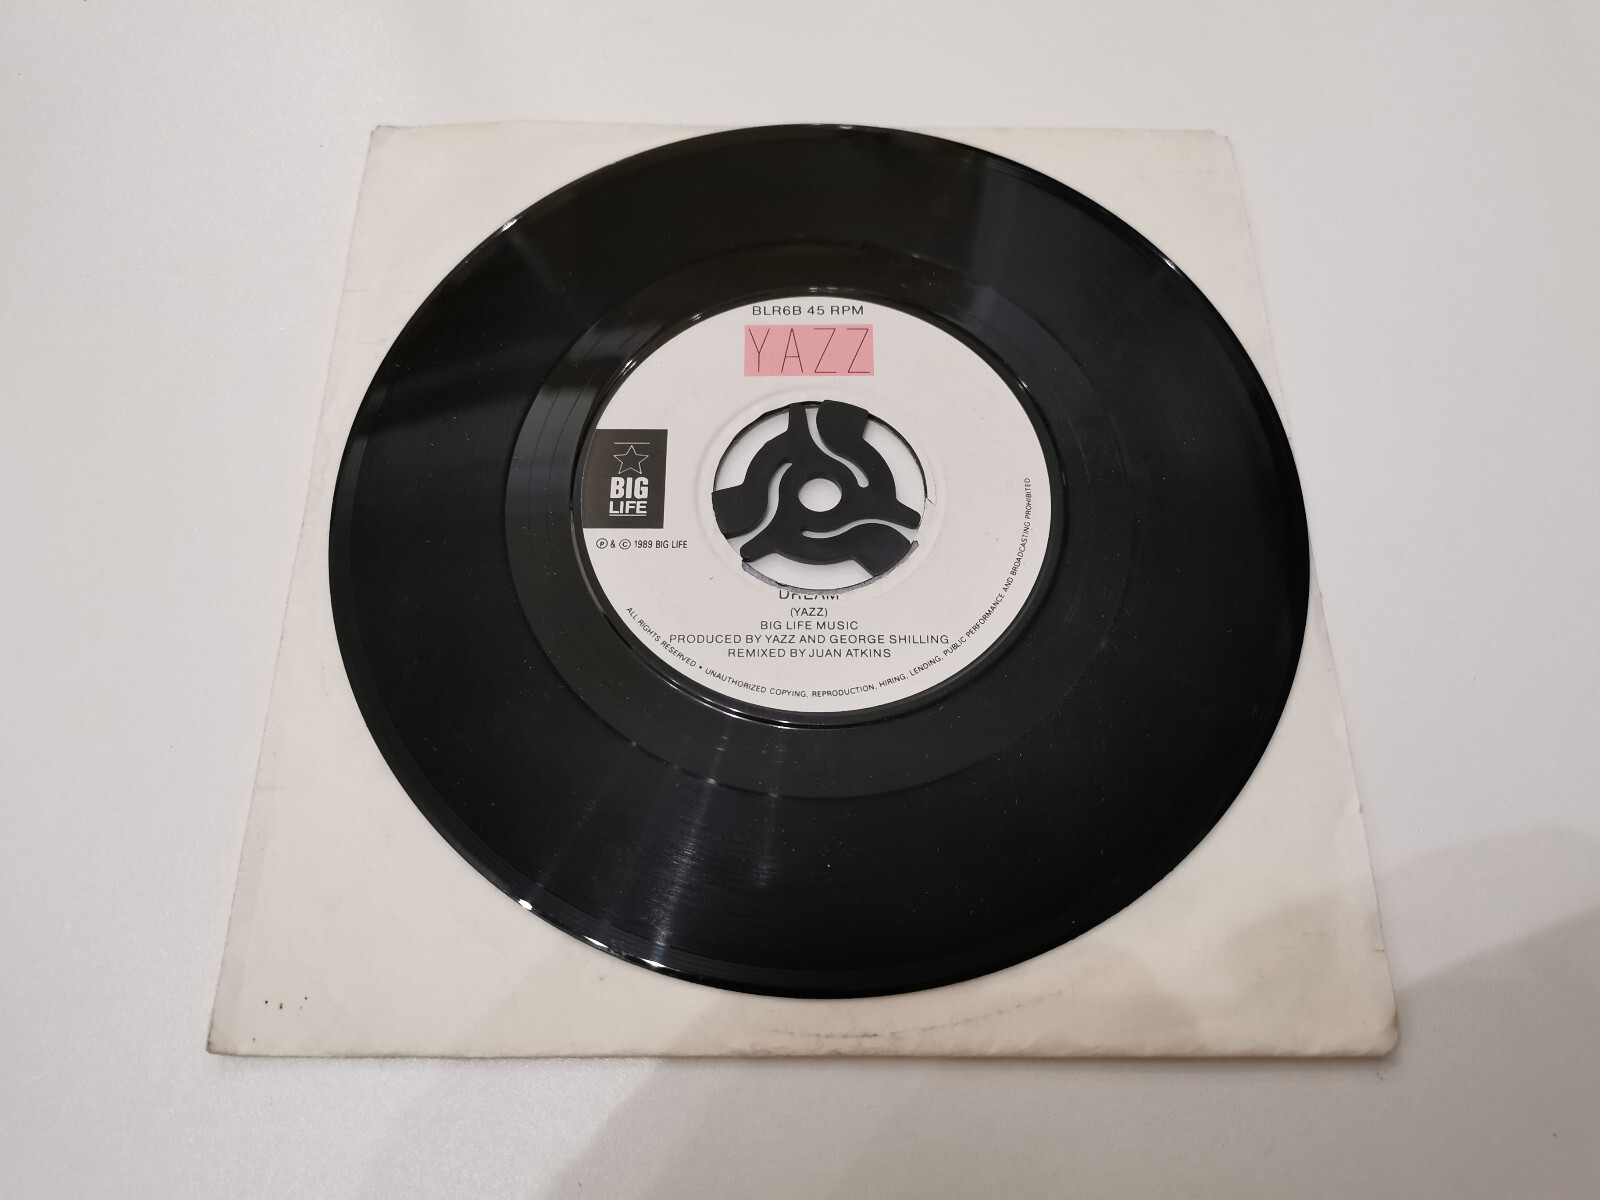 BLR6B 45 RPM
YAZZ
BIG
LIFE
Ⓟ & © 1989 BIG LIFE
DREAM
(YAZZ)
BIG LIFE MUSIC
PRODUCED BY YAZZ AND GEORGE SHILLING
REMIXED BY JUAN ATKINS
ALL RIGHTS RESERVED • UNAUTHORIZED COPYING, REPRODUCTION, HIRING, LENDING, PUBLIC PERFORMANCE AND BROADCASTING PROHIBITED